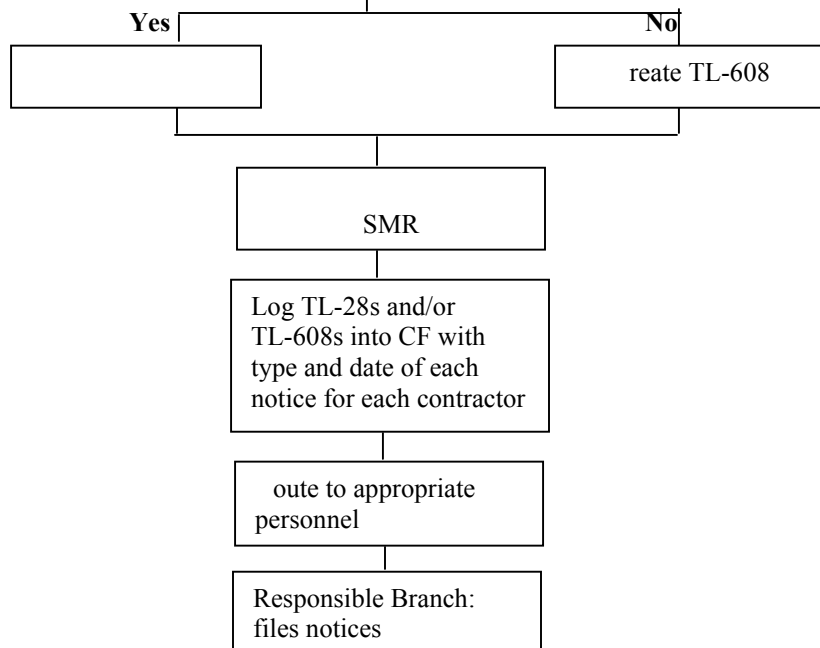 Yes
No
reate TL-608
SMR
Log TL-28s and/or
TL-608s into CF with
type and date of each
notice for each contractor
oute to appropriate
personnel
Responsible Branch:
files notices